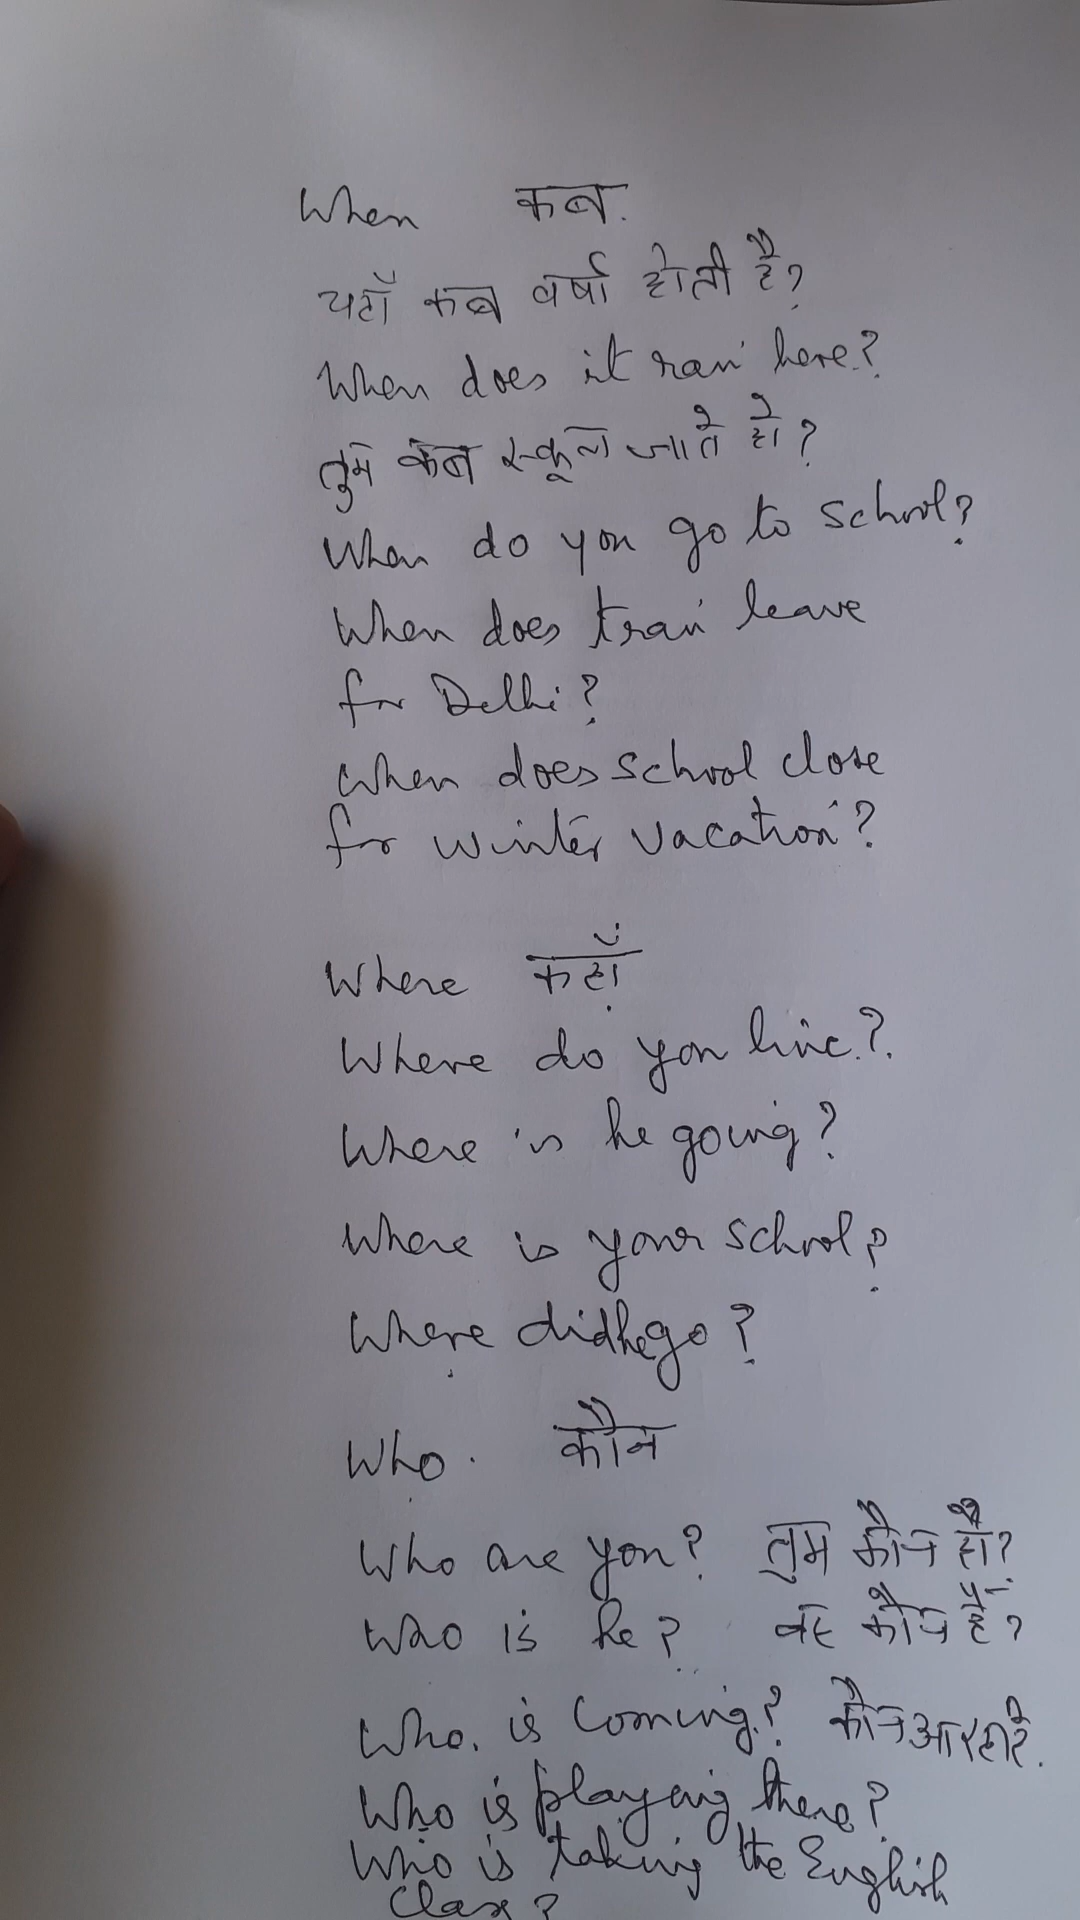 When कब.
यहाँ कब वर्षा होती है?
When does it rain here?
तुम कब स्कूल जाते हो?
When do you go to school?
When does train leave
for Delhi?
When does school close
for winter vacation?
Where कहाँ
Where do you live?
Where is he going?
Where is your school?
Where did he go?
Who. कौन
Who are you? तुम कौन हो?
Who is he? वह कौन है?
Who is coming? कौन आ रहा है.
Who is playing there?
Who is taking the English
Class?